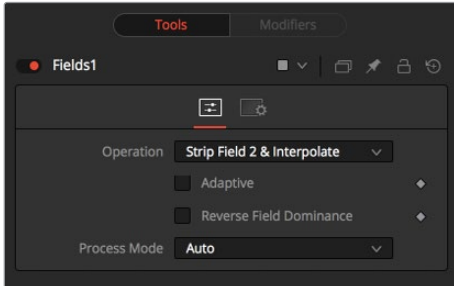 Tools Modifiers
Fields1
Operation Strip Field 2 & Interpolate
Adaptive
Reverse Field Dominance
Process Mode Auto